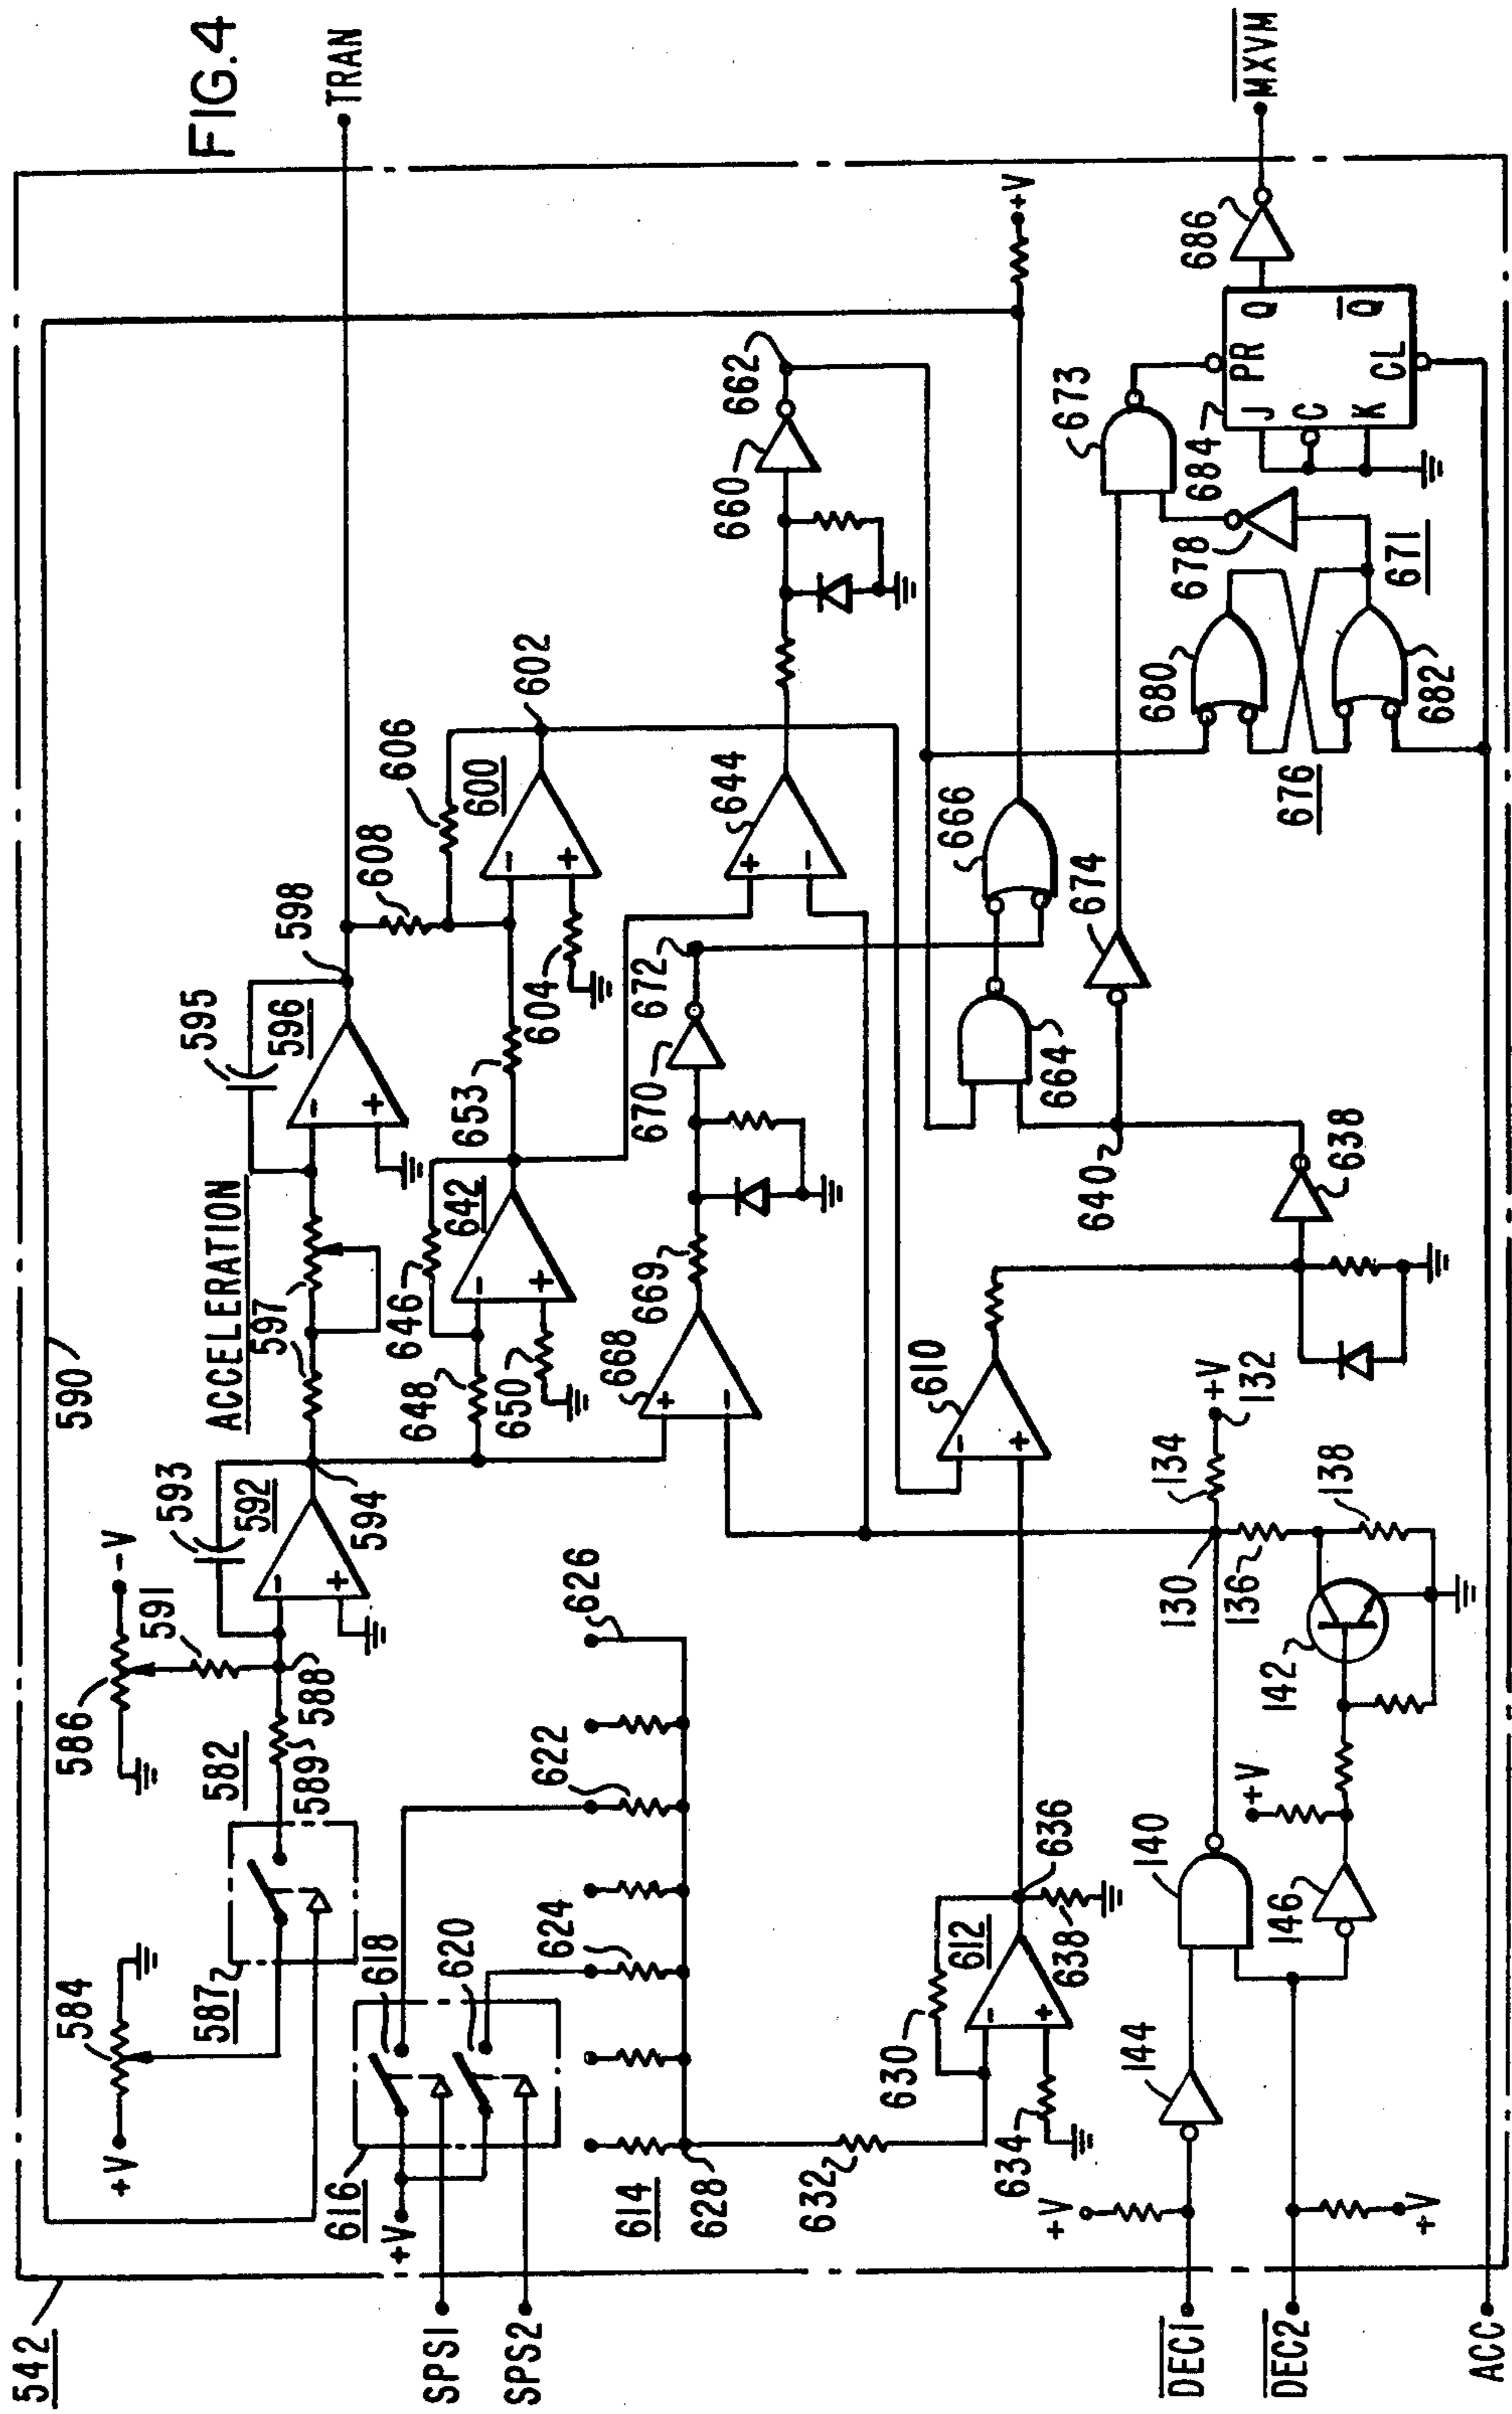 FIG.4
542
590
TRAN
584
+V
587
582
586
-V
591
589
588
593
592
594
ACCELERATION
597
595
596
598
608
606
600
602
604
653
642
646
648
650
616
+V
618
620
SPS1
SPS2
614
628
624
622
626
668
669
670
672
644
660
662
+V
632
630
634
612
638
636
610
638
640
664
666
674
673
684
J
PR
Q
C
K
CL
Q
686
MXVM
678
671
680
682
676
+V
DEC1
144
DEC2
+V
140
146
+V
142
130
134
+V
132
136
138
ACC